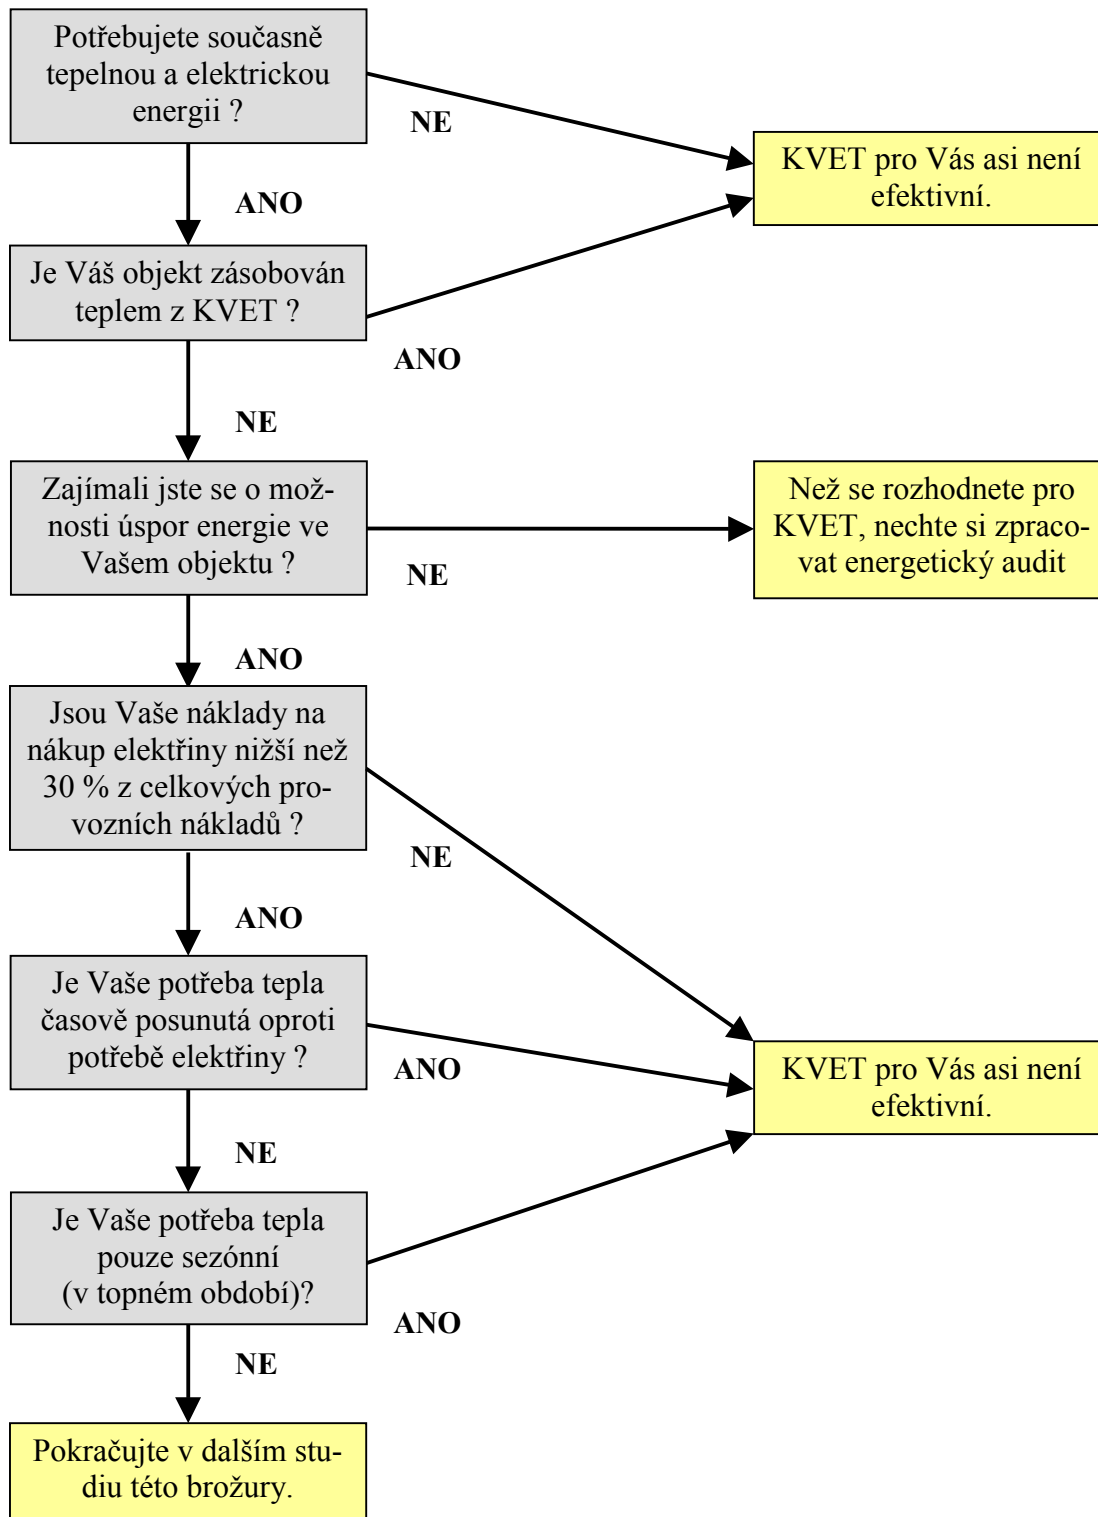 Potřebujete současně
tepelnou a elektrickou
energii ?
NE
KVET pro Vás asi není
efektivní.
ANO
Je Váš objekt zásobován
teplem z KVET ?
ANO
NE
Zajímali jste se o mož-
nosti úspor energie ve
Vašem objektu ?
NE
Než se rozhodnete pro
KVET, nechte si zpraco-
vat energetický audit
ANO
Jsou Vaše náklady na
nákup elektřiny nižší než
30 % z celkových pro-
vozních nákladů ?
NE
ANO
Je Vaše potřeba tepla
časově posunutá oproti
potřebě elektřiny ?
ANO
KVET pro Vás asi není
efektivní.
NE
Je Vaše potřeba tepla
pouze sezónní
(v topném období)?
ANO
NE
Pokračujte v dalším stu-
diu této brožury.